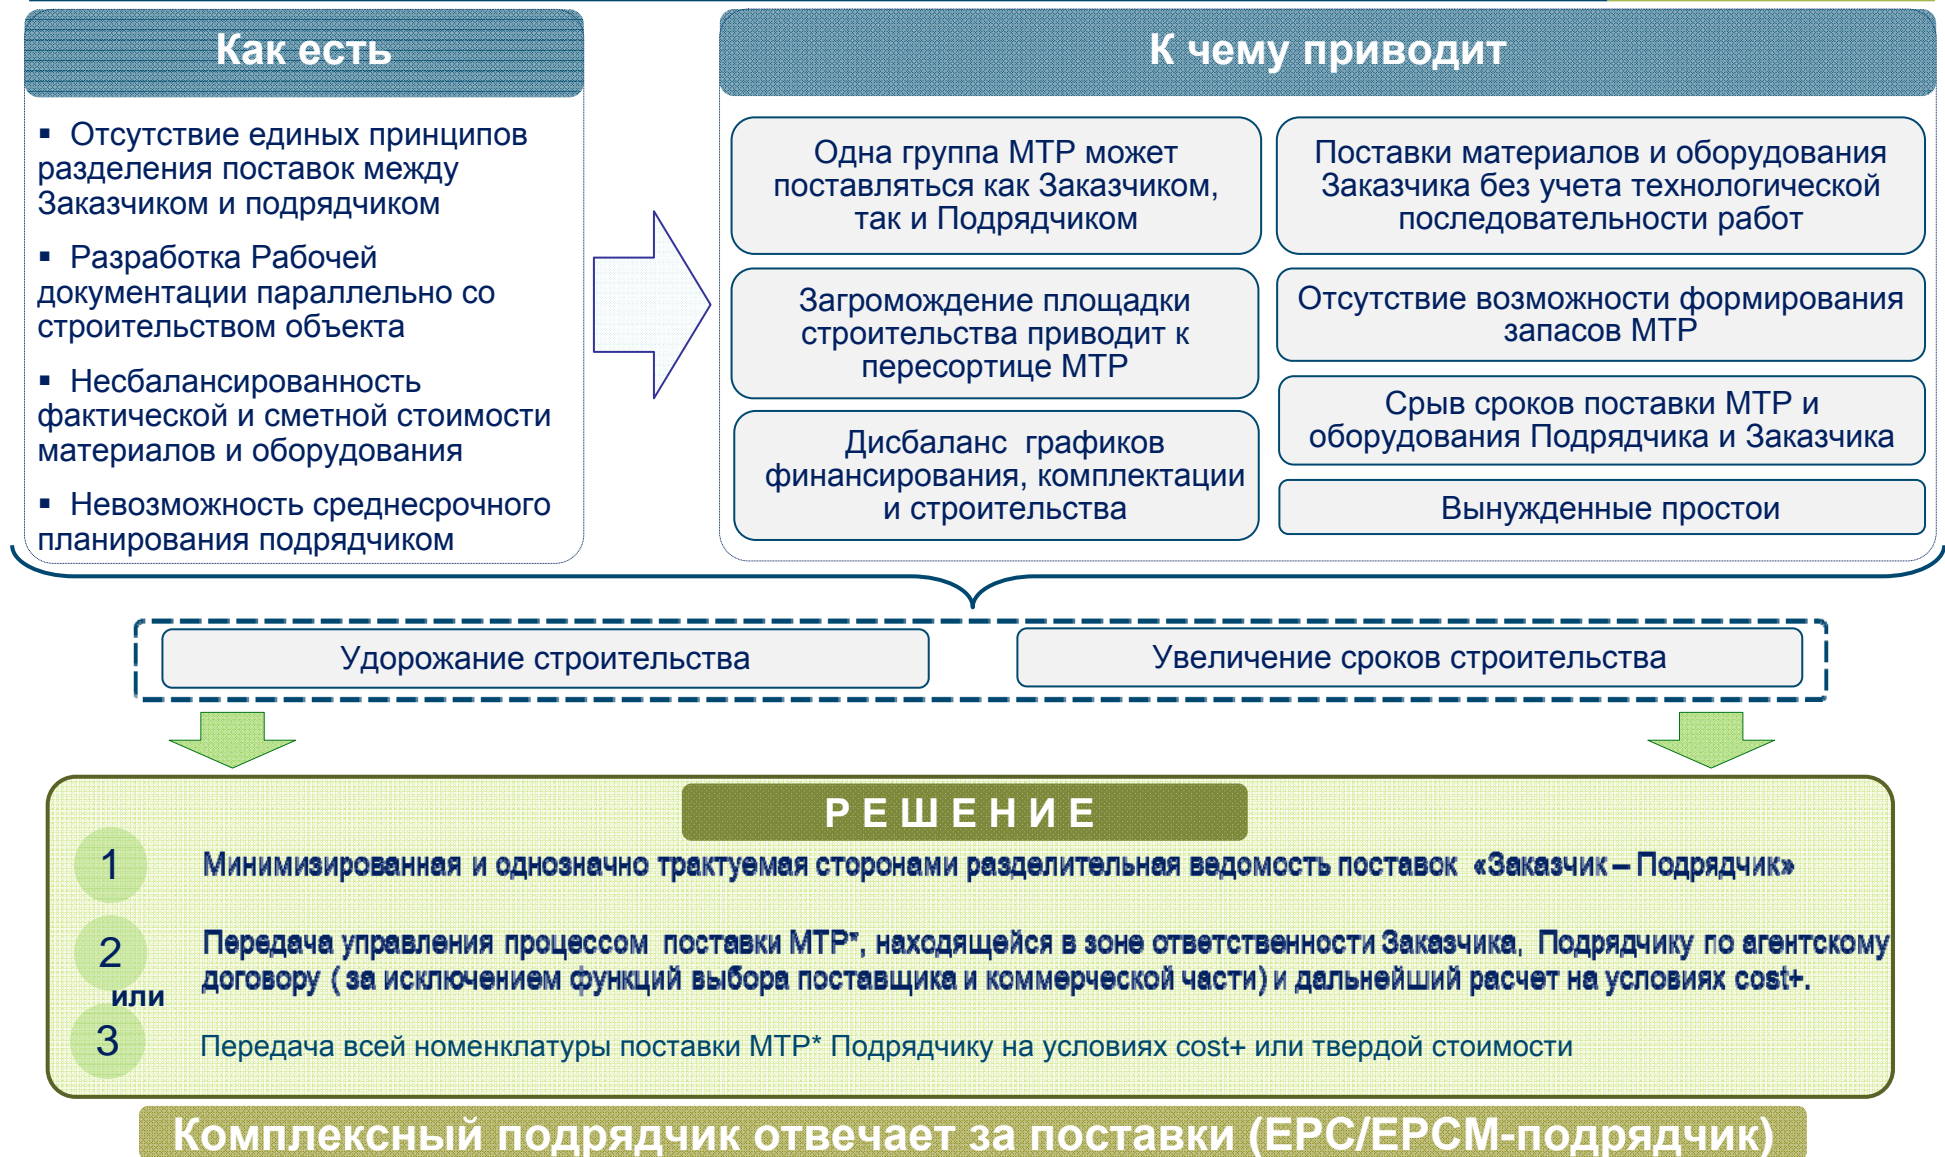 Как есть
▪ Отсутствие единых принципов
разделения поставок между
Заказчиком и подрядчиком
▪ Разработка Рабочей
документации параллельно со
строительством объекта
▪ Несбалансированность
фактической и сметной стоимости
материалов и оборудования
▪ Невозможность среднесрочного
планирования подрядчиком
К чему приводит
Одна группа МТР может
поставляться как Заказчиком,
так и Подрядчиком
Загромождение площадки
строительства приводит к
пересортице МТР
Дисбаланс графиков
финансирования, комплектации
и строительства
Поставки материалов и оборудования
Заказчика без учета технологической
последовательности работ
Отсутствие возможности формирования
запасов МТР
Срыв сроков поставки МТР и
оборудования Подрядчика и Заказчика
Вынужденные простои
Удорожание строительства
Увеличение сроков строительства
Р Е Ш Е Н И Е
1
Минимизированная и однозначно трактуемая сторонами разделительная ведомость поставок «Заказчик – Подрядчик»
2
Передача управления процессом поставки МТР*, находящейся в зоне ответственности Заказчика, Подрядчику по агентскому
договору ( за исключением функций выбора поставщика и коммерческой части) и дальнейший расчет на условиях cost+.
или
3
Передача всей номенклатуры поставки МТР* Подрядчику на условиях cost+ или твердой стоимости
Комплексный подрядчик отвечает за поставки (EPC/EPCM-подрядчик)